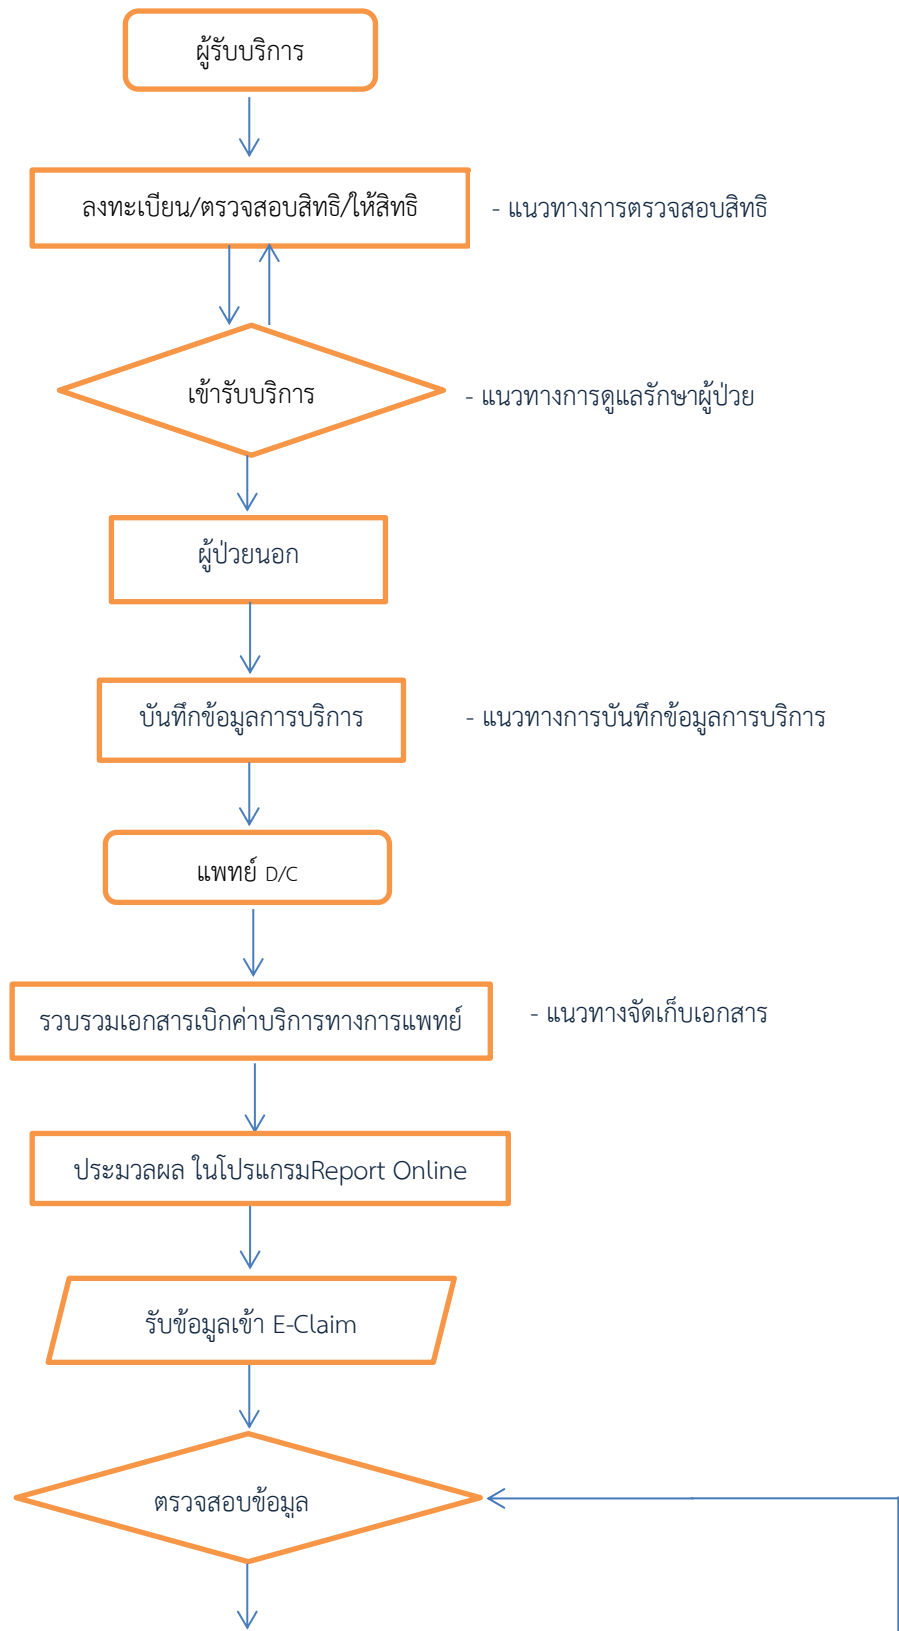 ผู้รับบริการ
ลงทะเบียน/ตรวจสอบสิทธิ/ให้สิทธิ
- แนวทางการตรวจสอบสิทธิ
เข้ารับบริการ
- แนวทางการดูแลรักษาผู้ป่วย
ผู้ป่วยนอก
บันทึกข้อมูลการบริการ
- แนวทางการบันทึกข้อมูลการบริการ
แพทย์ D/C
รวบรวมเอกสารเบิกค่าบริการทางการแพทย์
- แนวทางจัดเก็บเอกสาร
ประมวลผล ในโปรแกรมReport Online
รับข้อมูลเข้า E-Claim
ตรวจสอบข้อมูล